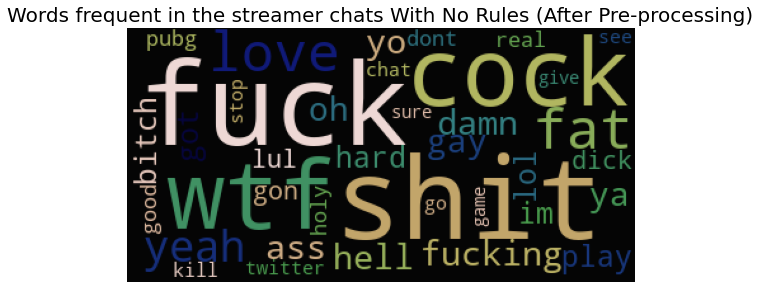 Words frequent in the streamer chats With No Rules (After Pre-processing)
pubg love yo dont real see
fuck chat cock give
stop oh sure damn fat
bitch got gay
lul hard lol dick
good wtf gon holy shit go game im ya
yeah ass hell fucking play
kill twitter